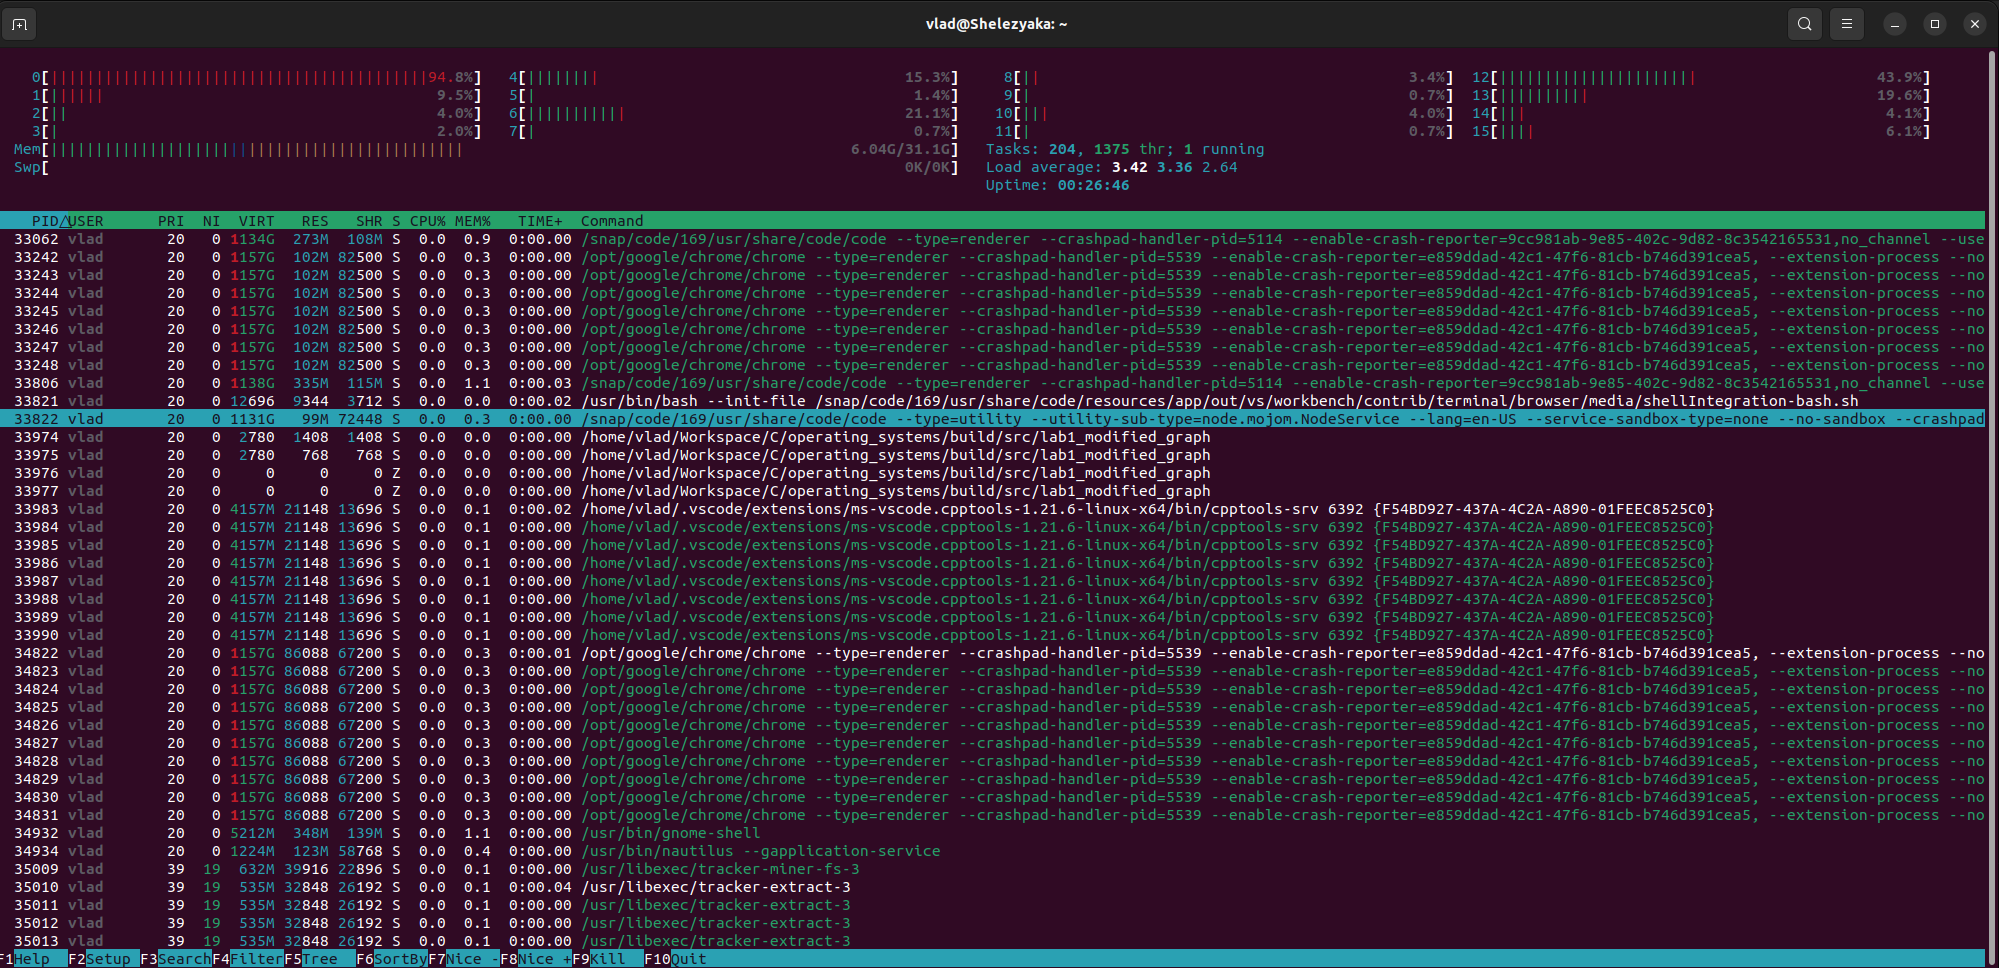 vlad@Shelezyaka: ~
0[94.8%] 4[15.3%] 8[3.4%] 12[43.9%]
1[9.5%] 5[1.4%] 9[0.7%] 13[19.6%]
2[4.0%] 6[21.1%] 10[4.0%] 14[4.1%]
3[2.0%] 7[0.7%] 11[0.7%] 15[6.1%]
Mem[6.04G/31.1G] Tasks: 204, 1375 thr; 1 running
Swp[0K/0K] Load average: 3.42 3.36 2.64
Uptime: 00:26:46
PID△USER PRI NI VIRT RES SHR S CPU% MEM% TIME+ Command
33062 vlad 20 0 1134G 273M 108M S 0.0 0.9 0:00.00 /snap/code/169/usr/share/code/code --type=renderer --crashpad-handler-pid=5114 --enable-crash-reporter=9cc981ab-9e85-402c-9d82-8c3542165531,no_channel --use
33242 vlad 20 0 1157G 102M 82500 S 0.0 0.3 0:00.00 /opt/google/chrome/chrome --type=renderer --crashpad-handler-pid=5539 --enable-crash-reporter=e859ddad-42c1-47f6-81cb-b746d391cea5, --extension-process --no
33243 vlad 20 0 1157G 102M 82500 S 0.0 0.3 0:00.00 /opt/google/chrome/chrome --type=renderer --crashpad-handler-pid=5539 --enable-crash-reporter=e859ddad-42c1-47f6-81cb-b746d391cea5, --extension-process --no
33244 vlad 20 0 1157G 102M 82500 S 0.0 0.3 0:00.00 /opt/google/chrome/chrome --type=renderer --crashpad-handler-pid=5539 --enable-crash-reporter=e859ddad-42c1-47f6-81cb-b746d391cea5, --extension-process --no
33245 vlad 20 0 1157G 102M 82500 S 0.0 0.3 0:00.00 /opt/google/chrome/chrome --type=renderer --crashpad-handler-pid=5539 --enable-crash-reporter=e859ddad-42c1-47f6-81cb-b746d391cea5, --extension-process --no
33246 vlad 20 0 1157G 102M 82500 S 0.0 0.3 0:00.00 /opt/google/chrome/chrome --type=renderer --crashpad-handler-pid=5539 --enable-crash-reporter=e859ddad-42c1-47f6-81cb-b746d391cea5, --extension-process --no
33247 vlad 20 0 1157G 102M 82500 S 0.0 0.3 0:00.00 /opt/google/chrome/chrome --type=renderer --crashpad-handler-pid=5539 --enable-crash-reporter=e859ddad-42c1-47f6-81cb-b746d391cea5, --extension-process --no
33248 vlad 20 0 1157G 102M 82500 S 0.0 0.3 0:00.00 /opt/google/chrome/chrome --type=renderer --crashpad-handler-pid=5539 --enable-crash-reporter=e859ddad-42c1-47f6-81cb-b746d391cea5, --extension-process --no
33806 vlad 20 0 1138G 335M 115M S 0.0 1.1 0:00.03 /snap/code/169/usr/share/code/code --type=renderer --crashpad-handler-pid=5114 --enable-crash-reporter=9cc981ab-9e85-402c-9d82-8c3542165531,no_channel --use
33821 vlad 20 0 12696 9344 3712 S 0.0 0.0 0:00.02 /usr/bin/bash --init-file /snap/code/169/usr/share/code/resources/app/out/vs/workbench/contrib/terminal/browser/media/shellIntegration-bash.sh
33822 vlad 20 0 1131G 99M 72448 S 0.0 0.3 0:00.00 /snap/code/169/usr/share/code/code --type=utility --utility-sub-type=node.mojom.NodeService --lang=en-US --service-sandbox-type=none --no-sandbox --crashpad
33974 vlad 20 0 2780 1408 1408 S 0.0 0.0 0:00.00 /home/vlad/Workspace/C/operating_systems/build/src/lab1_modified_graph
33975 vlad 20 0 2780 768 768 S 0.0 0.0 0:00.00 /home/vlad/Workspace/C/operating_systems/build/src/lab1_modified_graph
33976 vlad 20 0 0 0 0 Z 0.0 0.0 0:00.00 /home/vlad/Workspace/C/operating_systems/build/src/lab1_modified_graph
33977 vlad 20 0 0 0 0 Z 0.0 0.0 0:00.00 /home/vlad/Workspace/C/operating_systems/build/src/lab1_modified_graph
33983 vlad 20 0 4157M 21148 13696 S 0.0 0.1 0:00.02 /home/vlad/.vscode/extensions/ms-vscode.cpptools-1.21.6-linux-x64/bin/cpptools-srv 6392 {F54BD927-437A-4C2A-A890-01FEEC8525C0}
33984 vlad 20 0 4157M 21148 13696 S 0.0 0.1 0:00.00 /home/vlad/.vscode/extensions/ms-vscode.cpptools-1.21.6-linux-x64/bin/cpptools-srv 6392 {F54BD927-437A-4C2A-A890-01FEEC8525C0}
33985 vlad 20 0 4157M 21148 13696 S 0.0 0.1 0:00.00 /home/vlad/.vscode/extensions/ms-vscode.cpptools-1.21.6-linux-x64/bin/cpptools-srv 6392 {F54BD927-437A-4C2A-A890-01FEEC8525C0}
33986 vlad 20 0 4157M 21148 13696 S 0.0 0.1 0:00.00 /home/vlad/.vscode/extensions/ms-vscode.cpptools-1.21.6-linux-x64/bin/cpptools-srv 6392 {F54BD927-437A-4C2A-A890-01FEEC8525C0}
33987 vlad 20 0 4157M 21148 13696 S 0.0 0.1 0:00.00 /home/vlad/.vscode/extensions/ms-vscode.cpptools-1.21.6-linux-x64/bin/cpptools-srv 6392 {F54BD927-437A-4C2A-A890-01FEEC8525C0}
33988 vlad 20 0 4157M 21148 13696 S 0.0 0.1 0:00.00 /home/vlad/.vscode/extensions/ms-vscode.cpptools-1.21.6-linux-x64/bin/cpptools-srv 6392 {F54BD927-437A-4C2A-A890-01FEEC8525C0}
33989 vlad 20 0 4157M 21148 13696 S 0.0 0.1 0:00.00 /home/vlad/.vscode/extensions/ms-vscode.cpptools-1.21.6-linux-x64/bin/cpptools-srv 6392 {F54BD927-437A-4C2A-A890-01FEEC8525C0}
33990 vlad 20 0 4157M 21148 13696 S 0.0 0.1 0:00.00 /home/vlad/.vscode/extensions/ms-vscode.cpptools-1.21.6-linux-x64/bin/cpptools-srv 6392 {F54BD927-437A-4C2A-A890-01FEEC8525C0}
34822 vlad 20 0 1157G 86088 67200 S 0.0 0.3 0:00.01 /opt/google/chrome/chrome --type=renderer --crashpad-handler-pid=5539 --enable-crash-reporter=e859ddad-42c1-47f6-81cb-b746d391cea5, --extension-process --no
34823 vlad 20 0 1157G 86088 67200 S 0.0 0.3 0:00.00 /opt/google/chrome/chrome --type=renderer --crashpad-handler-pid=5539 --enable-crash-reporter=e859ddad-42c1-47f6-81cb-b746d391cea5, --extension-process --no
34824 vlad 20 0 1157G 86088 67200 S 0.0 0.3 0:00.00 /opt/google/chrome/chrome --type=renderer --crashpad-handler-pid=5539 --enable-crash-reporter=e859ddad-42c1-47f6-81cb-b746d391cea5, --extension-process --no
34825 vlad 20 0 1157G 86088 67200 S 0.0 0.3 0:00.00 /opt/google/chrome/chrome --type=renderer --crashpad-handler-pid=5539 --enable-crash-reporter=e859ddad-42c1-47f6-81cb-b746d391cea5, --extension-process --no
34826 vlad 20 0 1157G 86088 67200 S 0.0 0.3 0:00.00 /opt/google/chrome/chrome --type=renderer --crashpad-handler-pid=5539 --enable-crash-reporter=e859ddad-42c1-47f6-81cb-b746d391cea5, --extension-process --no
34827 vlad 20 0 1157G 86088 67200 S 0.0 0.3 0:00.00 /opt/google/chrome/chrome --type=renderer --crashpad-handler-pid=5539 --enable-crash-reporter=e859ddad-42c1-47f6-81cb-b746d391cea5, --extension-process --no
34828 vlad 20 0 1157G 86088 67200 S 0.0 0.3 0:00.00 /opt/google/chrome/chrome --type=renderer --crashpad-handler-pid=5539 --enable-crash-reporter=e859ddad-42c1-47f6-81cb-b746d391cea5, --extension-process --no
34829 vlad 20 0 1157G 86088 67200 S 0.0 0.3 0:00.00 /opt/google/chrome/chrome --type=renderer --crashpad-handler-pid=5539 --enable-crash-reporter=e859ddad-42c1-47f6-81cb-b746d391cea5, --extension-process --no
34830 vlad 20 0 1157G 86088 67200 S 0.0 0.3 0:00.00 /opt/google/chrome/chrome --type=renderer --crashpad-handler-pid=5539 --enable-crash-reporter=e859ddad-42c1-47f6-81cb-b746d391cea5, --extension-process --no
34831 vlad 20 0 1157G 86088 67200 S 0.0 0.3 0:00.00 /opt/google/chrome/chrome --type=renderer --crashpad-handler-pid=5539 --enable-crash-reporter=e859ddad-42c1-47f6-81cb-b746d391cea5, --extension-process --no
34932 vlad 20 0 5212M 348M 139M S 0.0 1.1 0:00.00 /usr/bin/gnome-shell
34934 vlad 20 0 1224M 123M 58768 S 0.0 0.4 0:00.00 /usr/bin/nautilus --gapplication-service
35009 vlad 39 19 632M 39916 22896 S 0.0 0.1 0:00.00 /usr/libexec/tracker-miner-fs-3
35010 vlad 39 19 535M 32848 26192 S 0.0 0.1 0:00.04 /usr/libexec/tracker-extract-3
35011 vlad 39 19 535M 32848 26192 S 0.0 0.1 0:00.00 /usr/libexec/tracker-extract-3
35012 vlad 39 19 535M 32848 26192 S 0.0 0.1 0:00.00 /usr/libexec/tracker-extract-3
35013 vlad 39 19 535M 32848 26192 S 0.0 0.1 0:00.00 /usr/libexec/tracker-extract-3
F1Help F2Setup F3SearchF4FilterF5Tree F6SortByF7Nice -F8Nice +F9Kill F10Quit